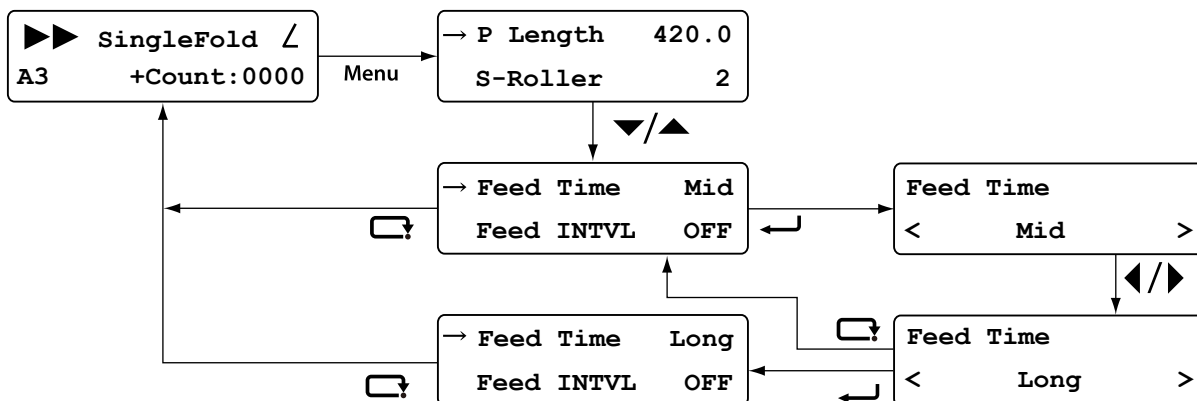 ▶▶ SingleFold ∠
A3 +Count:0000
Menu
→ P Length 420.0
S-Roller 2
▼/▲
→ Feed Time Mid
Feed INTVL OFF
Feed Time
< Mid >
◀/▶
Feed Time
< Long >
→ Feed Time Long
Feed INTVL OFF